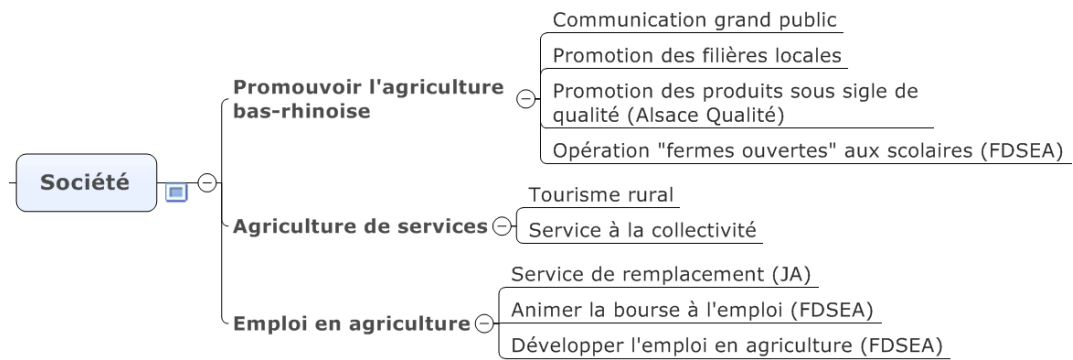 Société
Promouvoir l'agriculture
bas-rhinoise
Communication grand public
Promotion des filières locales
Promotion des produits sous sigle de
qualité (Alsace Qualité)
Opération "fermes ouvertes" aux scolaires (FDSEA)
Agriculture de services
Tourisme rural
Service à la collectivité
Emploi en agriculture
Service de remplacement (JA)
Animer la bourse à l'emploi (FDSEA)
Développer l'emploi en agriculture (FDSEA)